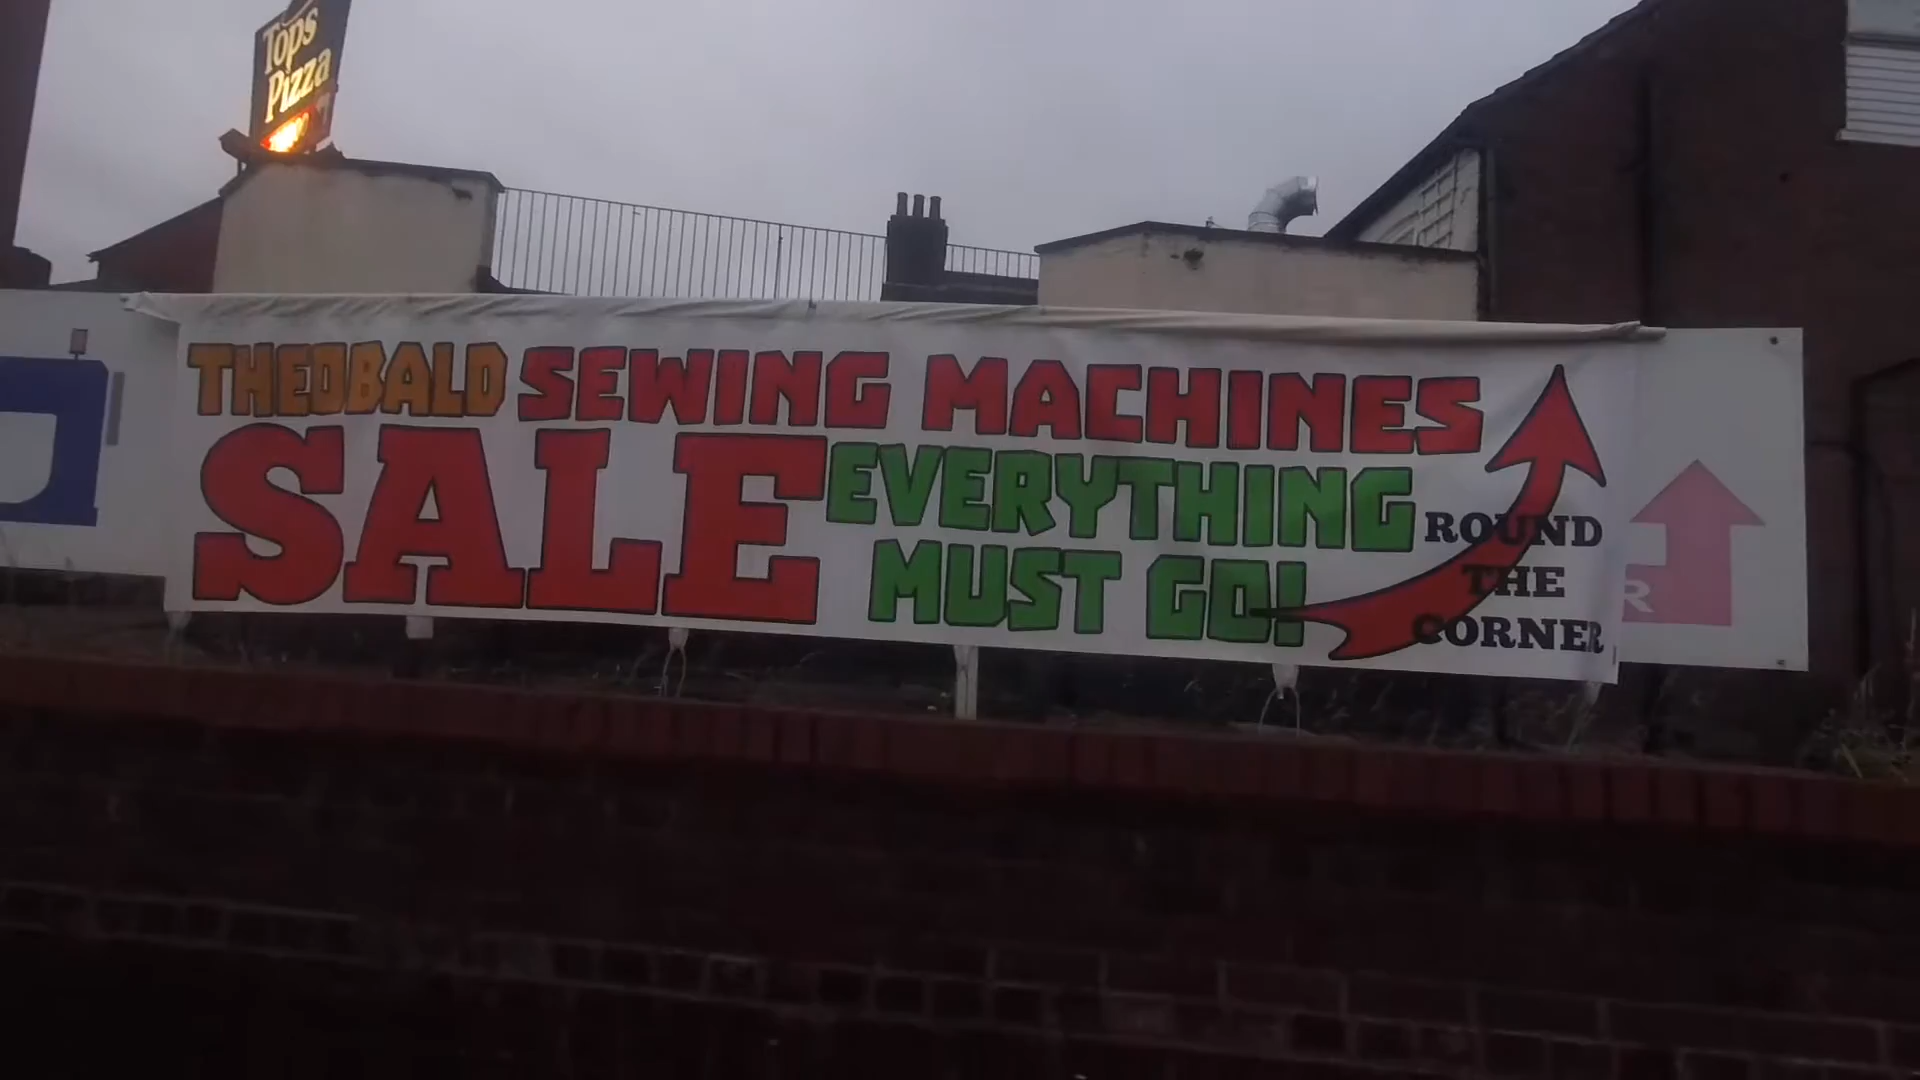 Tops
Pizza
THEOBALD SEWING MACHINES
SALE EVERYTHING
MUST GO!
ROUND
THE
CORNER
R